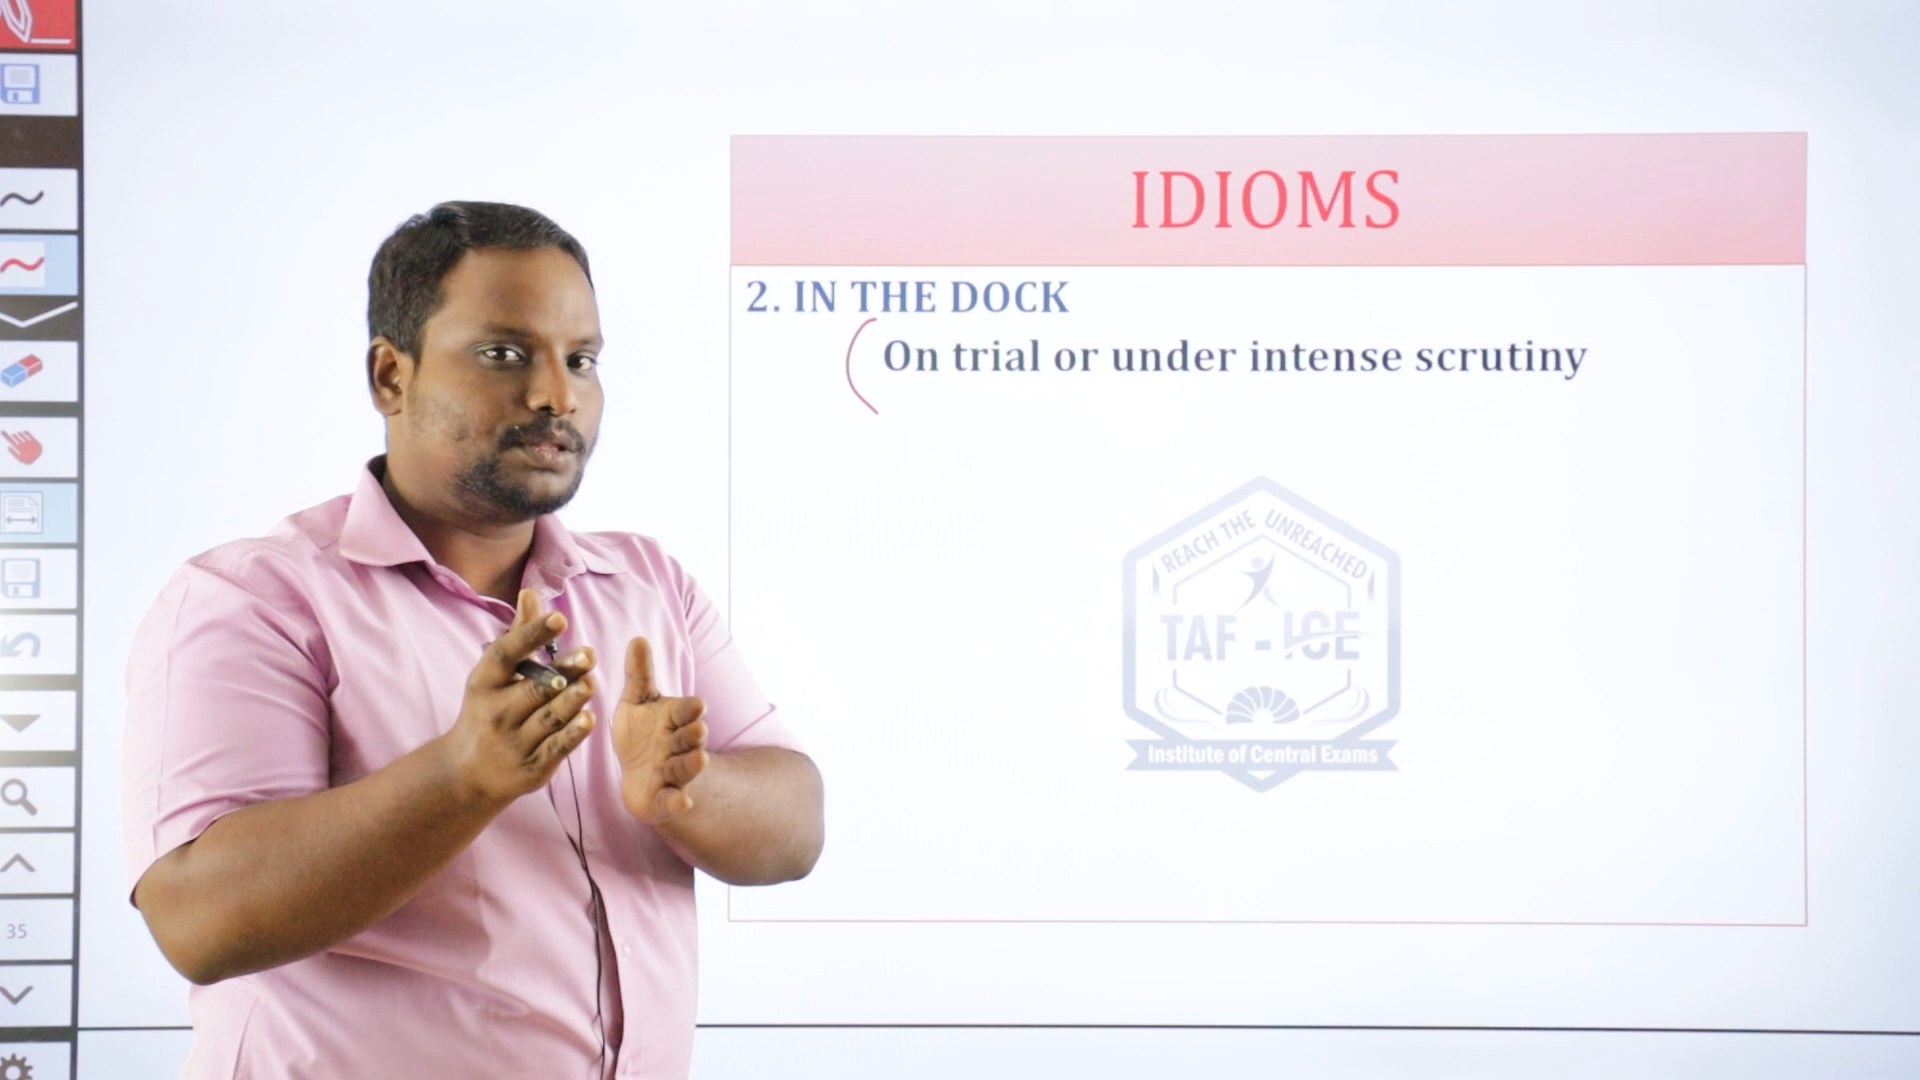 IDIOMS
2. IN THE DOCK
On trial or under intense scrutiny
REACH THE UNREACHED
TAF - ICE
Institute of Central Exams
35